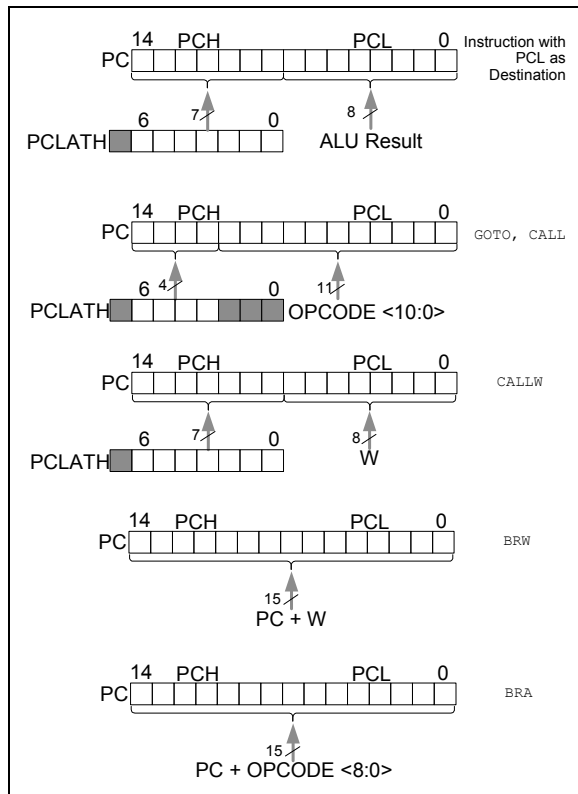 14 PCH PCL 0 Instruction with
PC PCL as
Destination
7 8
6 0
PCLATH ALU Result
14 PCH PCL 0
PC GOTO, CALL
4 11
6 0
PCLATH OPCODE <10:0>
14 PCH PCL 0
PC CALLW
7 8
6 0 W
PCLATH
14 PCH PCL 0
PC BRW
15
PC + W
14 PCH PCL 0
PC BRA
15
PC + OPCODE <8:0>